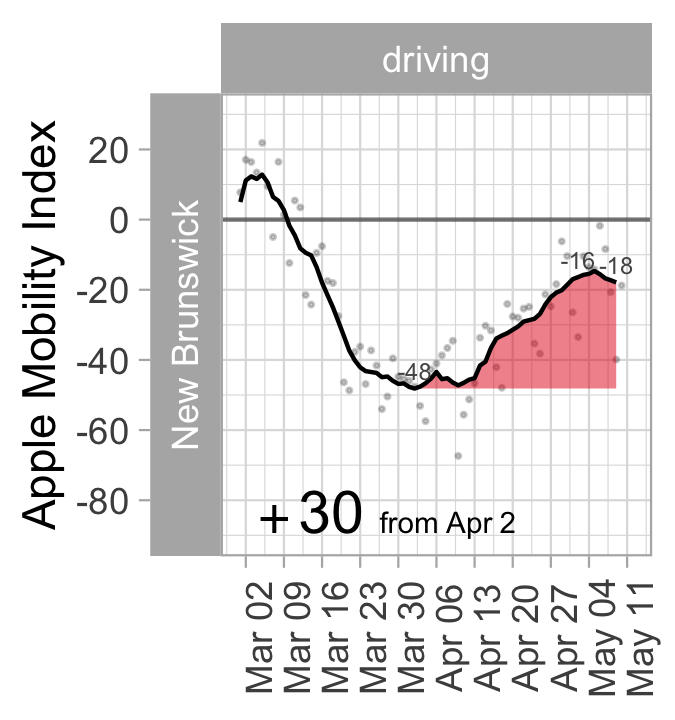 driving
Apple Mobility Index
New Brunswick
20
0
-20
-40
-60
-80
-48
-16
-18
+30 from Apr 2
Mar 02
Mar 09
Mar 16
Mar 23
Mar 30
Apr 06
Apr 13
Apr 20
Apr 27
May 04
May 11